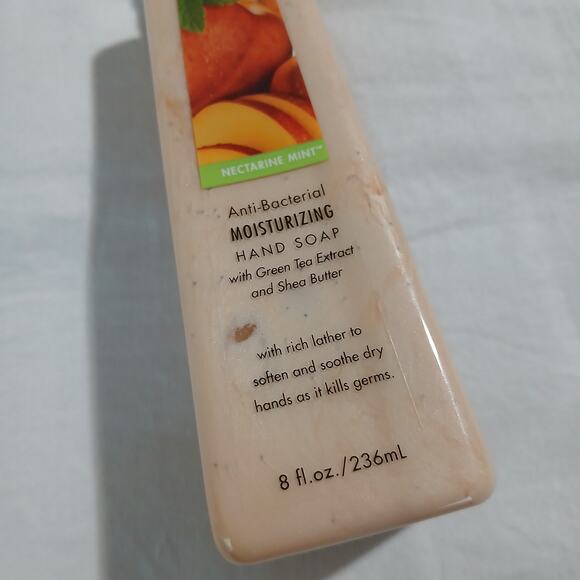 NECTARINE MINT™
Anti-Bacterial
MOISTURIZING
HAND SOAP
with Green Tea Extract
and Shea Butter
with rich lather to
soften and soothe dry
hands as it kills germs.
8 fl.oz./236mL